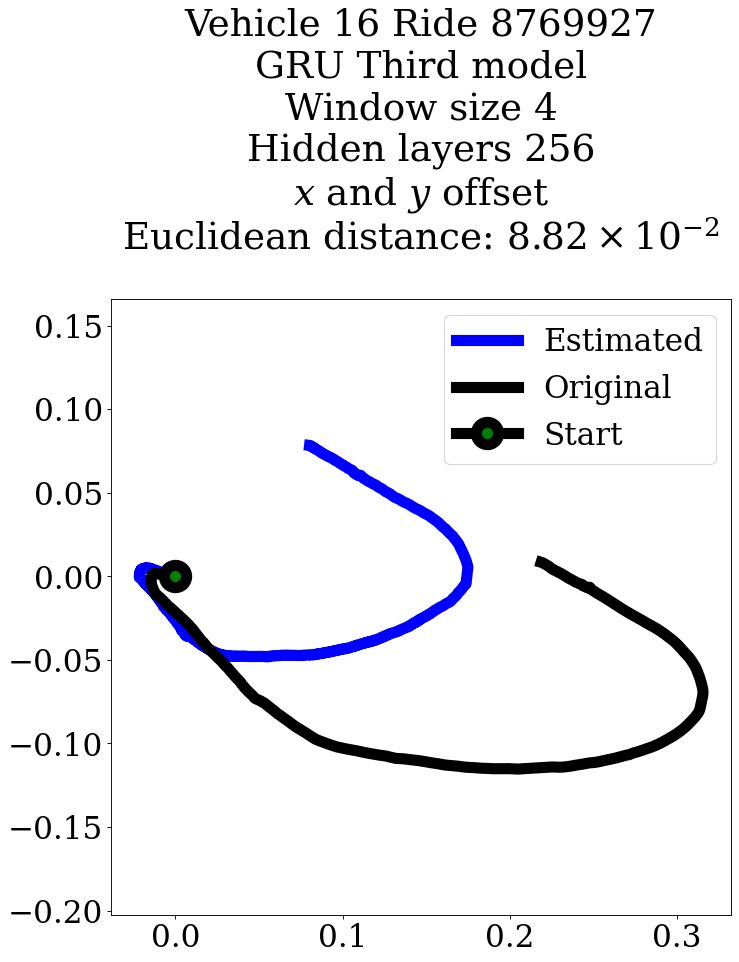 Vehicle 16 Ride 8769927
GRU Third model
Window size 4
Hidden layers 256
x and y offset
Euclidean distance: 8.82 × 10⁻²
Estimated
Original
Start
0.15
0.10
0.05
0.00
−0.05
−0.10
−0.15
−0.20
0.0 0.1 0.2 0.3